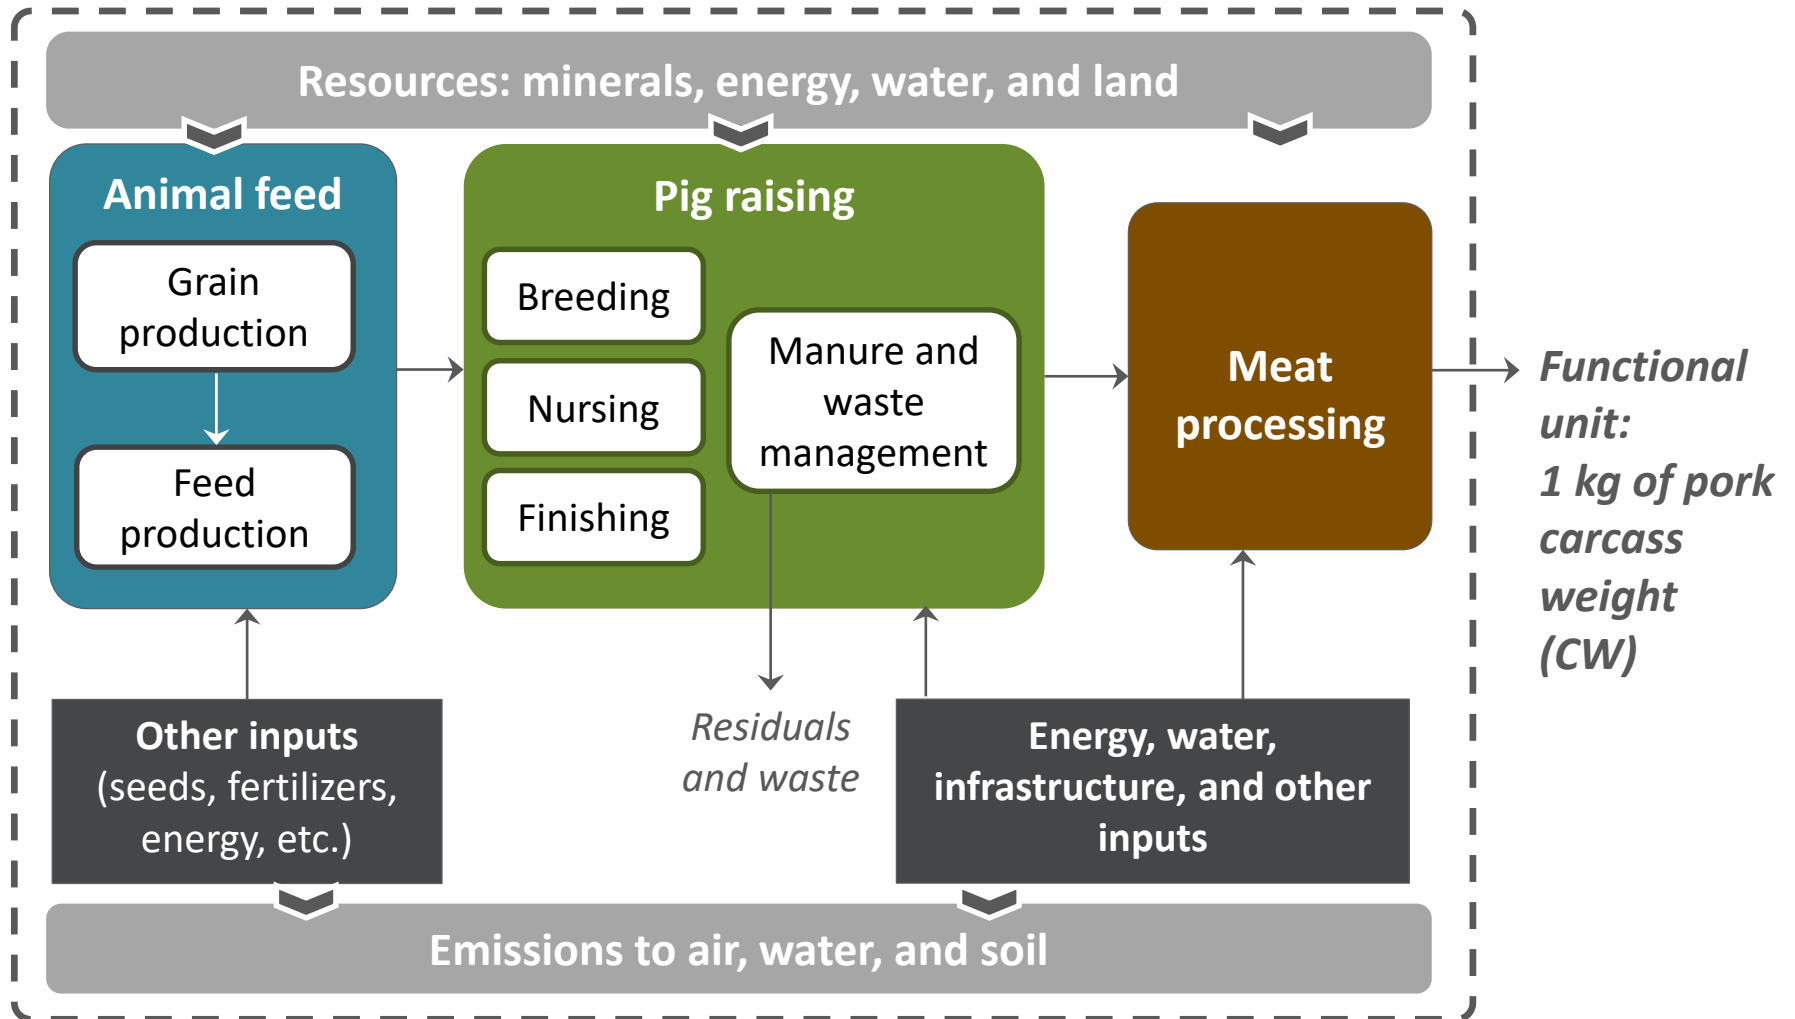 Resources: minerals, energy, water, and land
Animal feed
Grain
production
Feed
production
Pig raising
Breeding
Nursing
Finishing
Manure and
waste
management
Meat
processing
Functional
unit:
1 kg of pork
carcass
weight
(CW)
Other inputs
(seeds, fertilizers,
energy, etc.)
Residuals
and waste
Energy, water,
infrastructure, and other
inputs
Emissions to air, water, and soil